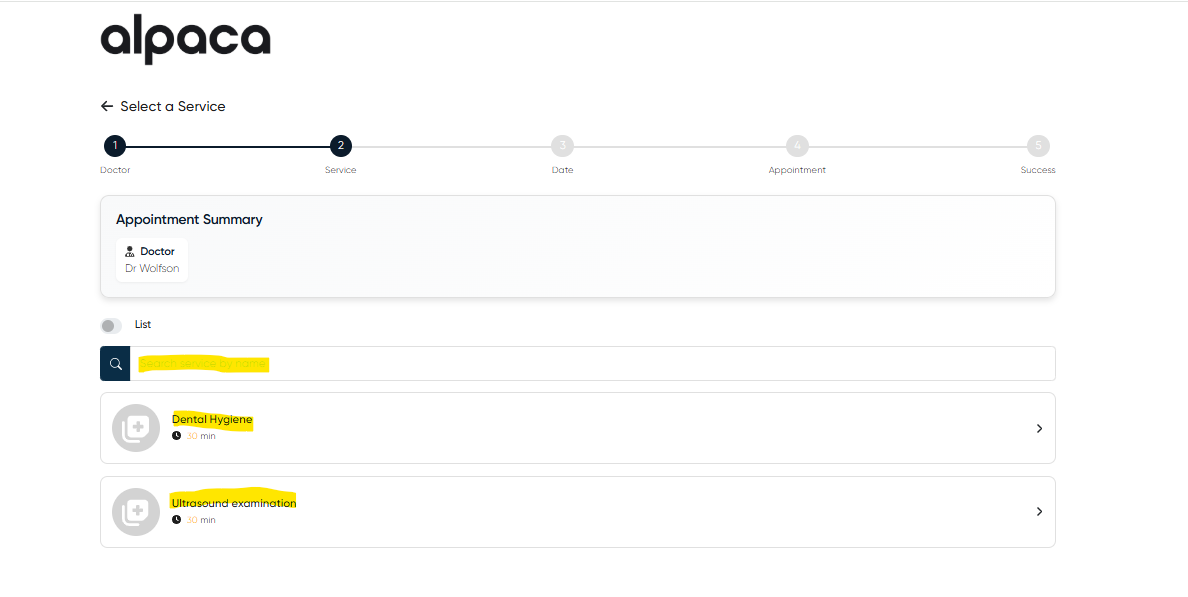 alpaca
← Select a Service
1 2 3 4 5
Doctor Service Date Appointment Success
Appointment Summary
Doctor
Dr Wolfson
List
Search service by name
Dental Hygiene
30 min
Ultrasound examination
30 min